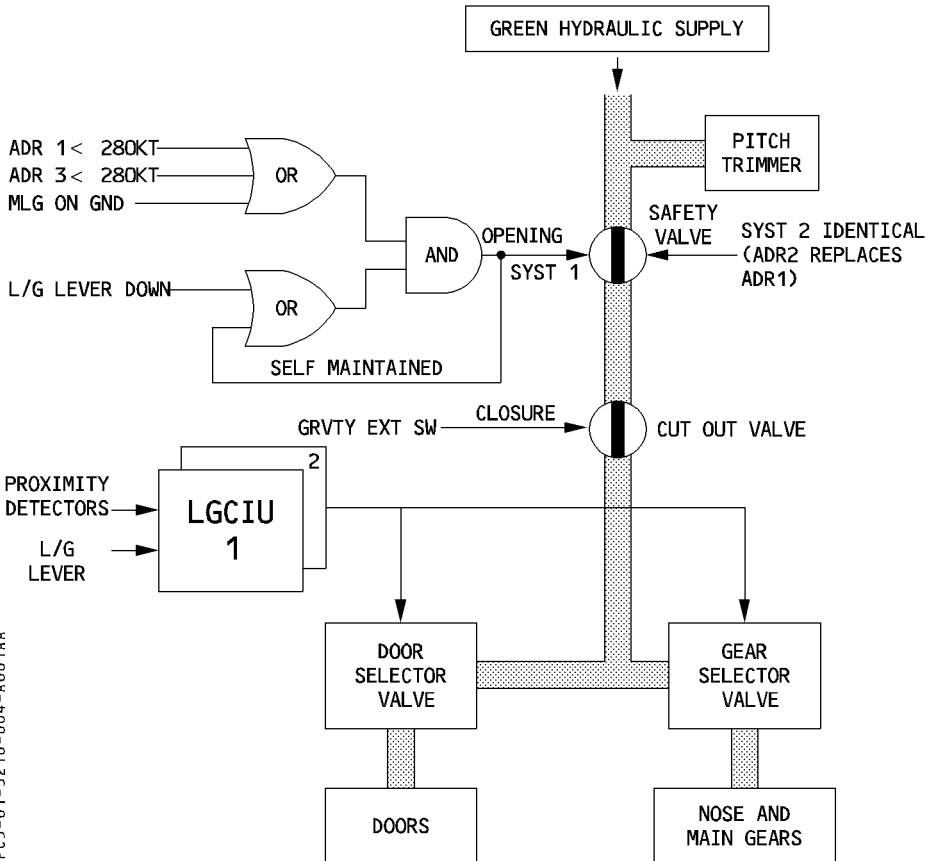 GREEN HYDRAULIC SUPPLY
PITCH
TRIMMER
ADR 1< 280KT
ADR 3< 280KT
MLG ON GND
OR
SAFETY
VALVE
SYST 2 IDENTICAL
(ADR2 REPLACES
ADR1)
AND
OPENING
SYST 1
L/G LEVER DOWN
OR
SELF MAINTAINED
GRVTY EXT SW
CLOSURE
CUT OUT VALVE
PROXIMITY
DETECTORS
L/G
LEVER
2
LGCIU
1
DOOR
SELECTOR
VALVE
GEAR
SELECTOR
VALVE
DOORS
NOSE AND
MAIN GEARS